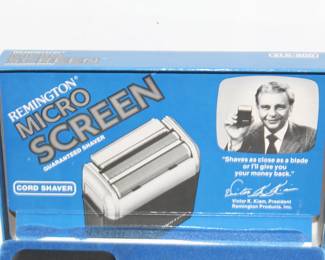 REMINGTON®
MICRO
SCREEN
GUARANTEED SHAVER
CORD SHAVER
"Shaves as close as a blade
or I'll give you
your money back."
Victor K. Kiam, President
Remington Products, Inc.